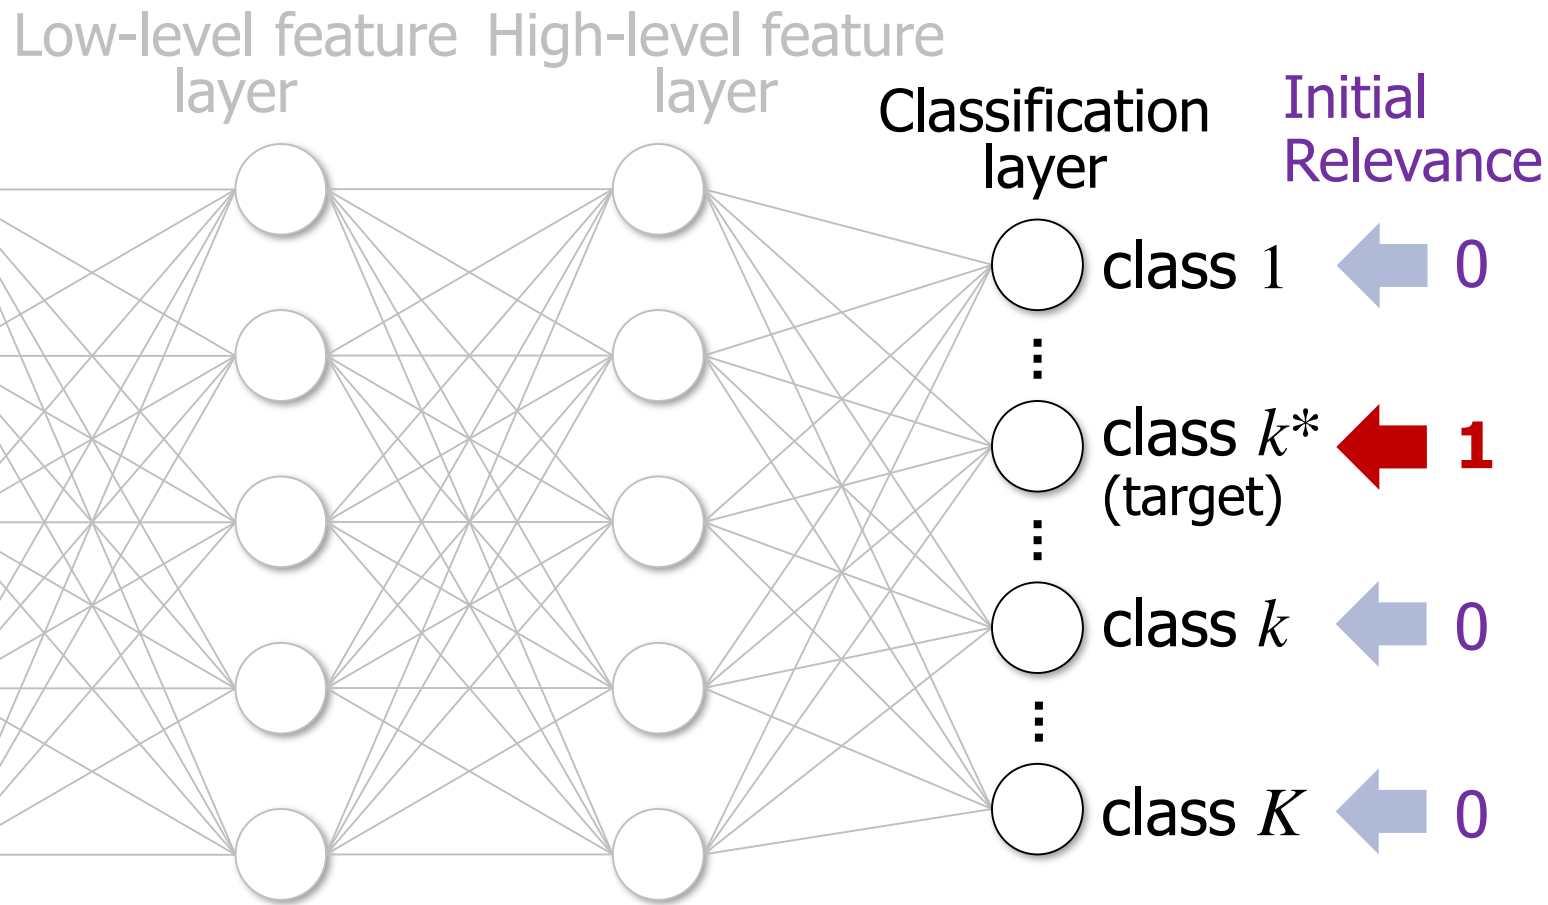 Low-level feature
layer
High-level feature
layer
Classification
layer
Initial
Relevance
class 1
0
⋮
class k*
(target)
1
⋮
class k
0
⋮
class K
0